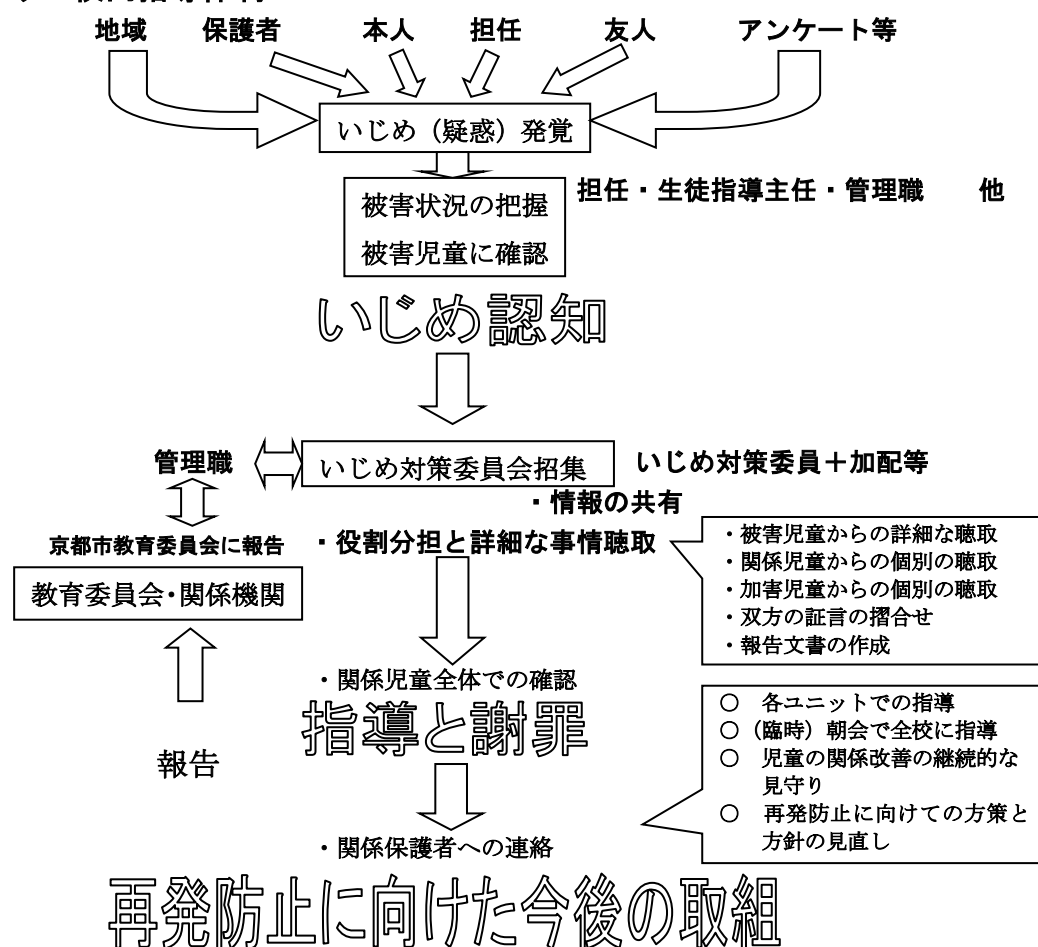 地域 保護者 本人 担任 友人 アンケート等
いじめ（疑惑）発覚
担任・生徒指導主任・管理職 他
被害状況の把握
被害児童に確認
いじめ認知
管理職
いじめ対策委員会招集
いじめ対策委員＋加配等
・情報の共有
・役割分担と詳細な事情聴取
・被害児童からの詳細な聴取
・関係児童からの個別の聴取
・加害児童からの個別の聴取
・双方の証言の摺合せ
・報告文書の作成
京都市教育委員会に報告
教育委員会・関係機関
報告
・関係児童全体での確認
指導と謝罪
○ 各ユニットでの指導
○（臨時）朝会で全校に指導
○ 児童の関係改善の継続的な
見守り
○ 再発防止に向けての方策と
方針の見直し
・関係保護者への連絡
再発防止に向けた今後の取組